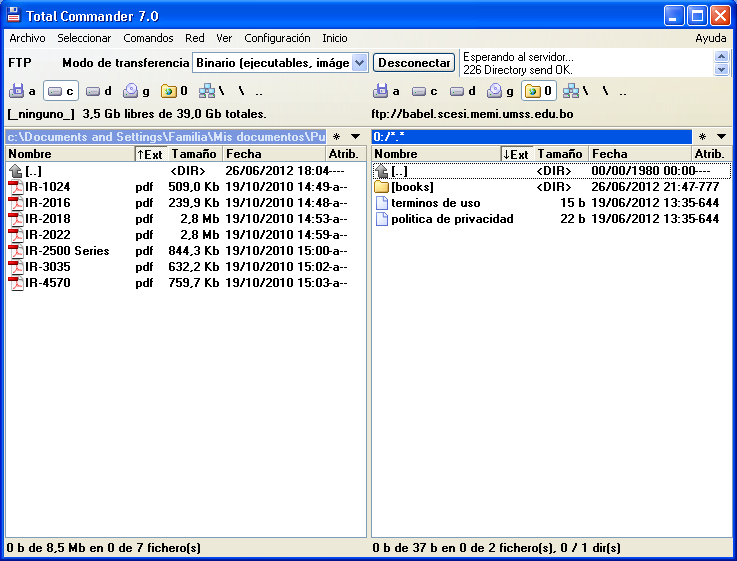 Total Commander 7.0
Archivo Seleccionar Comandos Red Ver Configuración Inicio Ayuda
FTP Modo de transferencia Binario (ejecutables, imáge Desconectar
Esperando al servidor...
226 Directory send OK.
a c d g 0 \ \ ..
a c d g 0 \ \ ..
[_ninguno_] 3,5 Gb libres de 39,0 Gb totales.
ftp://babel.scesi.memi.umss.edu.bo
c:\Documents and Settings\Familia\Mis documentos\Pu * ▼
Nombre ↑Ext Tamaño Fecha Atrib.
[..] <DIR> 26/06/2012 18:04 ----
IR-1024 pdf 509,0 Kb 19/10/2010 14:49 -a--
IR-2016 pdf 239,9 Kb 19/10/2010 14:48 -a--
IR-2018 pdf 2,8 Mb 19/10/2010 14:53 -a--
IR-2022 pdf 2,8 Mb 19/10/2010 14:59 -a--
IR-2500 Series pdf 844,3 Kb 19/10/2010 15:00 -a--
IR-3035 pdf 632,2 Kb 19/10/2010 15:02 -a--
IR-4570 pdf 759,7 Kb 19/10/2010 15:03 -a--
0 b de 8,5 Mb en 0 de 7 fichero(s)
0:/*.* * ▼
Nombre ↓Ext Tamaño Fecha Atrib.
[..] <DIR> 00/00/1980 00:00 ----
[books] <DIR> 26/06/2012 21:47 -777
terminos de uso 15 b 19/06/2012 13:35 -644
politica de privacidad 22 b 19/06/2012 13:35 -644
0 b de 37 b en 0 de 2 fichero(s), 0 / 1 dir(s)